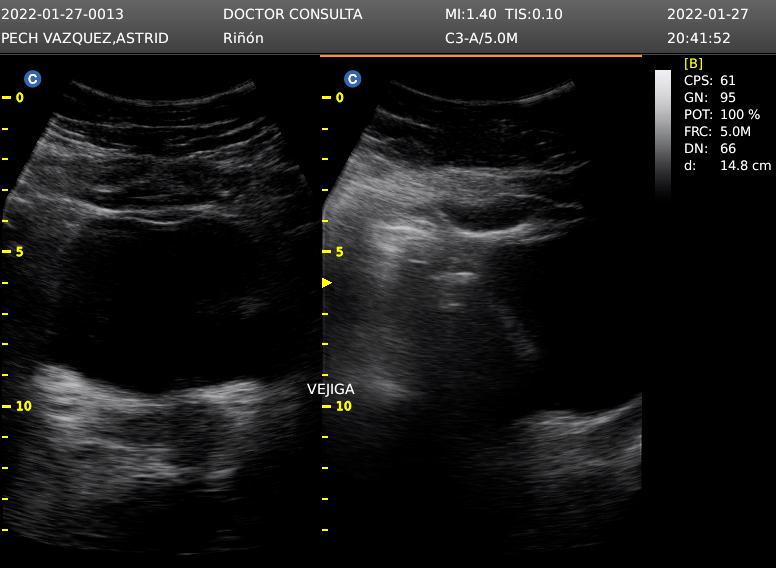 2022-01-27-0013 DOCTOR CONSULTA MI:1.40 TIS:0.10 2022-01-27
PECH VAZQUEZ,ASTRID Riñón C3-A/5.0M 20:41:52
C C [B]
0 0 CPS: 61
GN: 95
POT: 100 %
FRC: 5.0M
DN: 66
d: 14.8 cm
5 5
VEJIGA
10 10